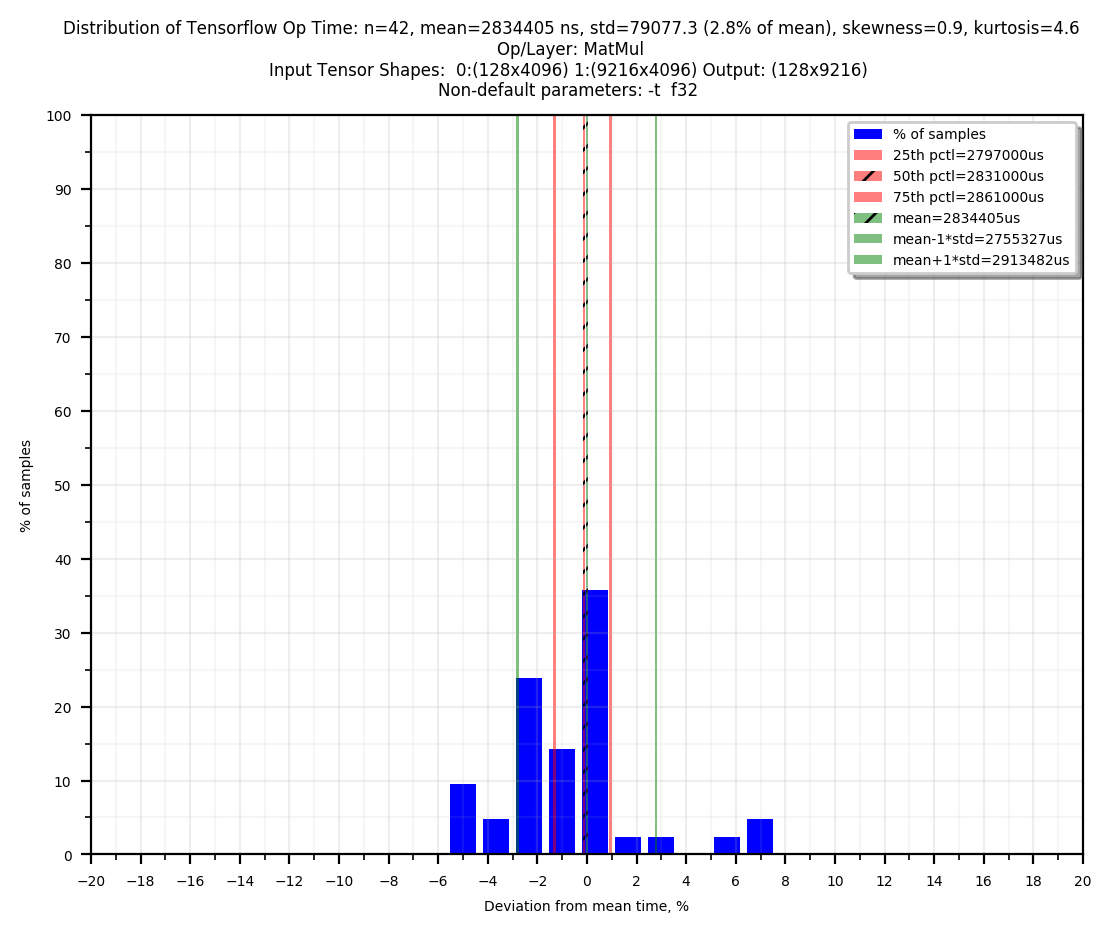 Distribution of Tensorflow Op Time: n=42, mean=2834405 ns, std=79077.3 (2.8% of mean), skewness=0.9, kurtosis=4.6
Op/Layer: MatMul
Input Tensor Shapes:  0:(128x4096) 1:(9216x4096) Output: (128x9216)
Non-default parameters: -t  f32
% of samples
25th pctl=2797000us
50th pctl=2831000us
75th pctl=2861000us
mean=2834405us
mean-1*std=2755327us
mean+1*std=2913482us
100
90
80
70
60
50
40
30
20
10
0
% of samples
−20 −18 −16 −14 −12 −10 −8 −6 −4 −2 0 2 4 6 8 10 12 14 16 18 20
Deviation from mean time, %